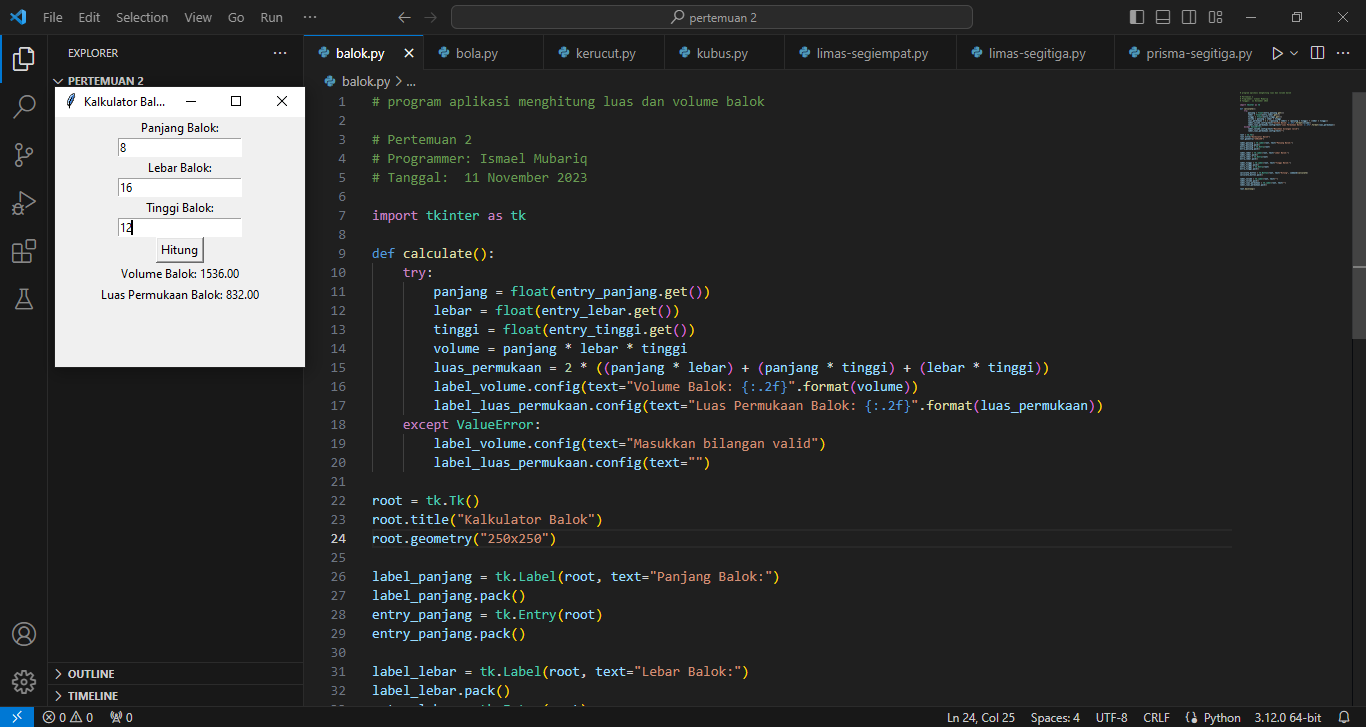 File Edit Selection View Go Run ···
pertemuan 2
EXPLORER ···
PERTEMUAN 2
balok.py bola.py kerucut.py kubus.py limas-segiempat.py limas-segitiga.py prisma-segitiga.py ···
balok.py > ...
Kalkulator Bal...
Panjang Balok:
8
Lebar Balok:
16
Tinggi Balok:
12
Hitung
Volume Balok: 1536.00
Luas Permukaan Balok: 832.00
1 # program aplikasi menghitung luas dan volume balok
2
3 # Pertemuan 2
4 # Programmer: Ismael Mubariq
5 # Tanggal:  11 November 2023
6
7 import tkinter as tk
8
9 def calculate():
10     try:
11         panjang = float(entry_panjang.get())
12         lebar = float(entry_lebar.get())
13         tinggi = float(entry_tinggi.get())
14         volume = panjang * lebar * tinggi
15         luas_permukaan = 2 * ((panjang * lebar) + (panjang * tinggi) + (lebar * tinggi))
16         label_volume.config(text="Volume Balok: {:.2f}".format(volume))
17         label_luas_permukaan.config(text="Luas Permukaan Balok: {:.2f}".format(luas_permukaan))
18     except ValueError:
19         label_volume.config(text="Masukkan bilangan valid")
20         label_luas_permukaan.config(text="")
21
22 root = tk.Tk()
23 root.title("Kalkulator Balok")
24 root.geometry("250x250")
25
26 label_panjang = tk.Label(root, text="Panjang Balok:")
27 label_panjang.pack()
28 entry_panjang = tk.Entry(root)
29 entry_panjang.pack()
30
31 label_lebar = tk.Label(root, text="Lebar Balok:")
32 label_lebar.pack()
OUTLINE
TIMELINE
0 0 0 Ln 24, Col 25 Spaces: 4 UTF-8 CRLF Python 3.12.0 64-bit